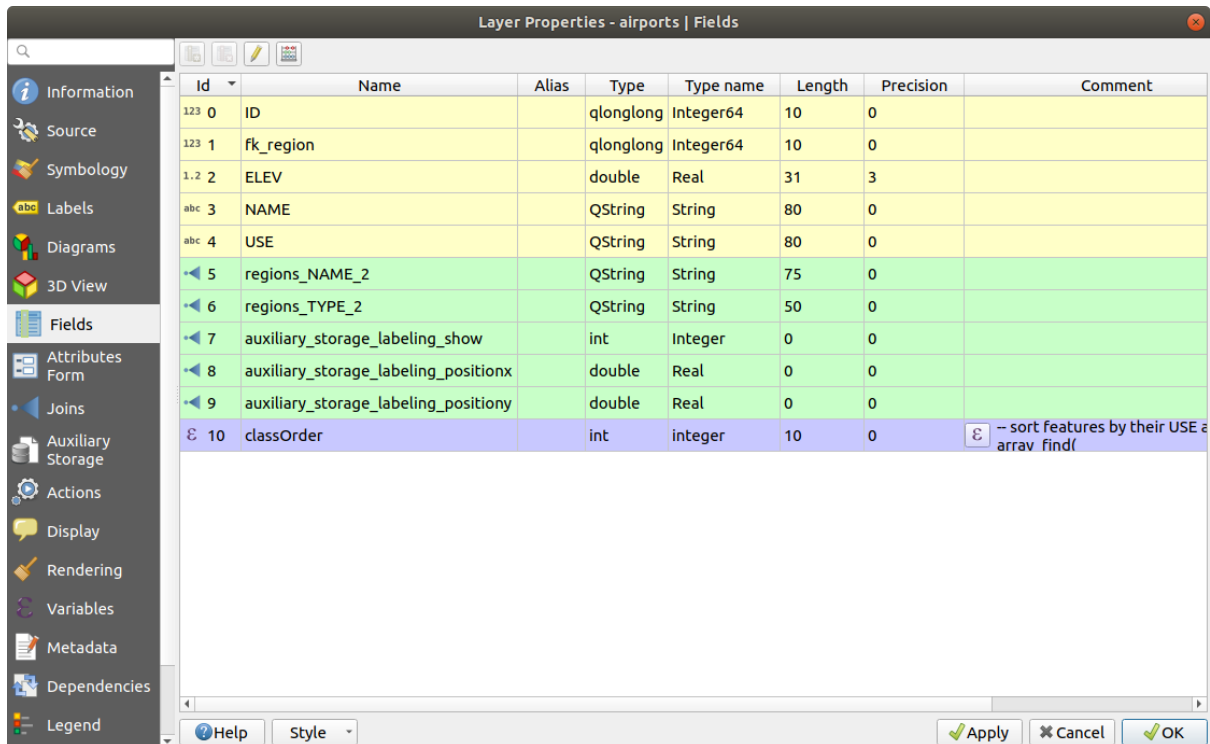 Layer Properties - airports | Fields
Information
Source
Symbology
abc Labels
Diagrams
3D View
Fields
Attributes
Form
Joins
Auxiliary
Storage
Actions
Display
Rendering
ε Variables
Metadata
Dependencies
Legend
Id Name Alias Type Type name Length Precision Comment
123 0 ID qlonglong Integer64 10 0
123 1 fk_region qlonglong Integer64 10 0
1.2 2 ELEV double Real 31 3
abc 3 NAME QString String 80 0
abc 4 USE QString String 80 0
5 regions_NAME_2 QString String 75 0
6 regions_TYPE_2 QString String 50 0
7 auxiliary_storage_labeling_show int Integer 0 0
8 auxiliary_storage_labeling_positionx double Real 0 0
9 auxiliary_storage_labeling_positiony double Real 0 0
ε 10 classOrder int integer 10 0 ε -- sort features by their USE a
array_find(
Help Style Apply Cancel OK